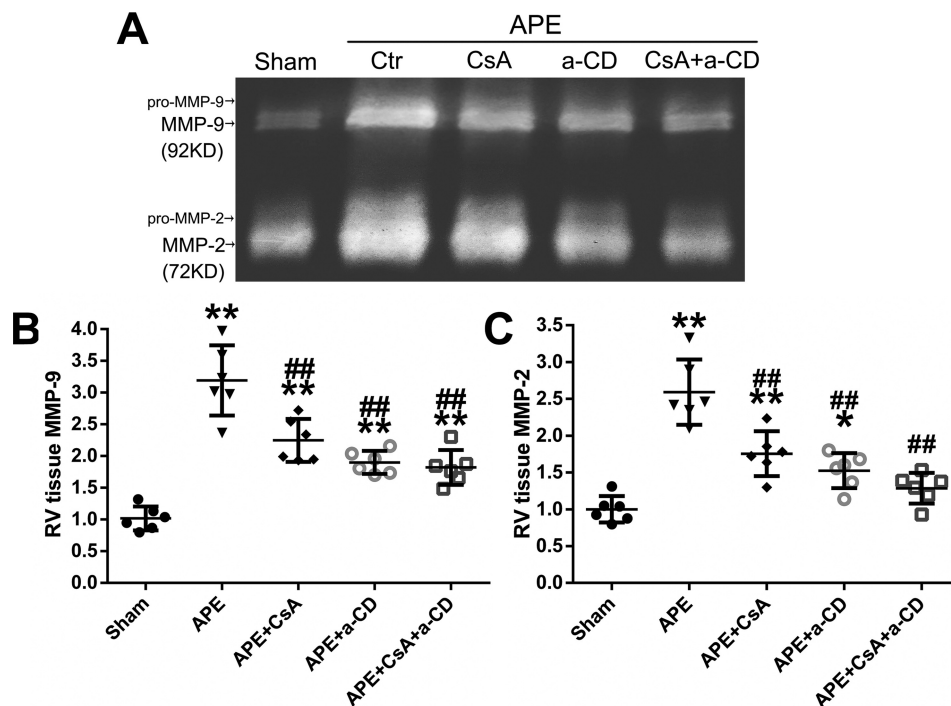 A
APE
Sham Ctr CsA a-CD CsA+a-CD
pro-MMP-9→
MMP-9→
(92KD)
pro-MMP-2→
MMP-2→
(72KD)
B
RV tissue MMP-9
4.0
3.5
3.0
2.5
2.0
1.5
1.0
0.5
0.0
**
##
**
##
**
##
**
Sham
APE
APE+CsA
APE+a-CD
APE+CsA+a-CD
C
RV tissue MMP-2
3.5
3.0
2.5
2.0
1.5
1.0
0.5
0.0
**
##
**
##
*
##
Sham
APE
APE+CsA
APE+a-CD
APE+CsA+a-CD